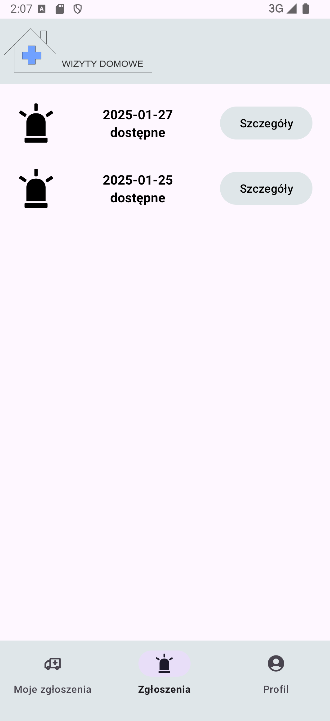 2:07
3G
WIZYTY DOMOWE
2025-01-27
dostępne
Szczegóły
2025-01-25
dostępne
Szczegóły
Moje zgłoszenia
Zgłoszenia
Profil